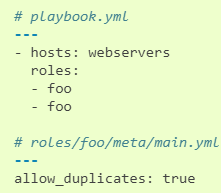 # playbook.yml
---
- hosts: webservers
  roles:
  - foo
  - foo

# roles/foo/meta/main.yml
---
allow_duplicates: true